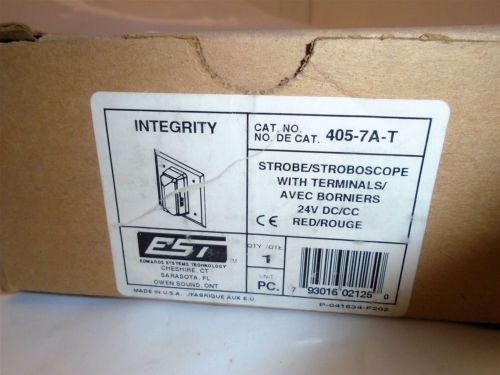 INTEGRITY
CAT. NO.
NO. DE CAT. 405-7A-T
STROBE/STROBOSCOPE
WITH TERMINALS/
AVEC BORNIERS
24V DC/CC
CE RED/ROUGE
EST TM
EDWARDS SYSTEMS TECHNOLOGY
CHESHIRE, CT
SARASOTA, FL
OWEN SOUND, ONT
MADE IN U.S.A. /FABRIQUE AUX E.U.
QTY./QTE.
1
UNIT
PC.
7 93016 02125 0
P-041634-F202